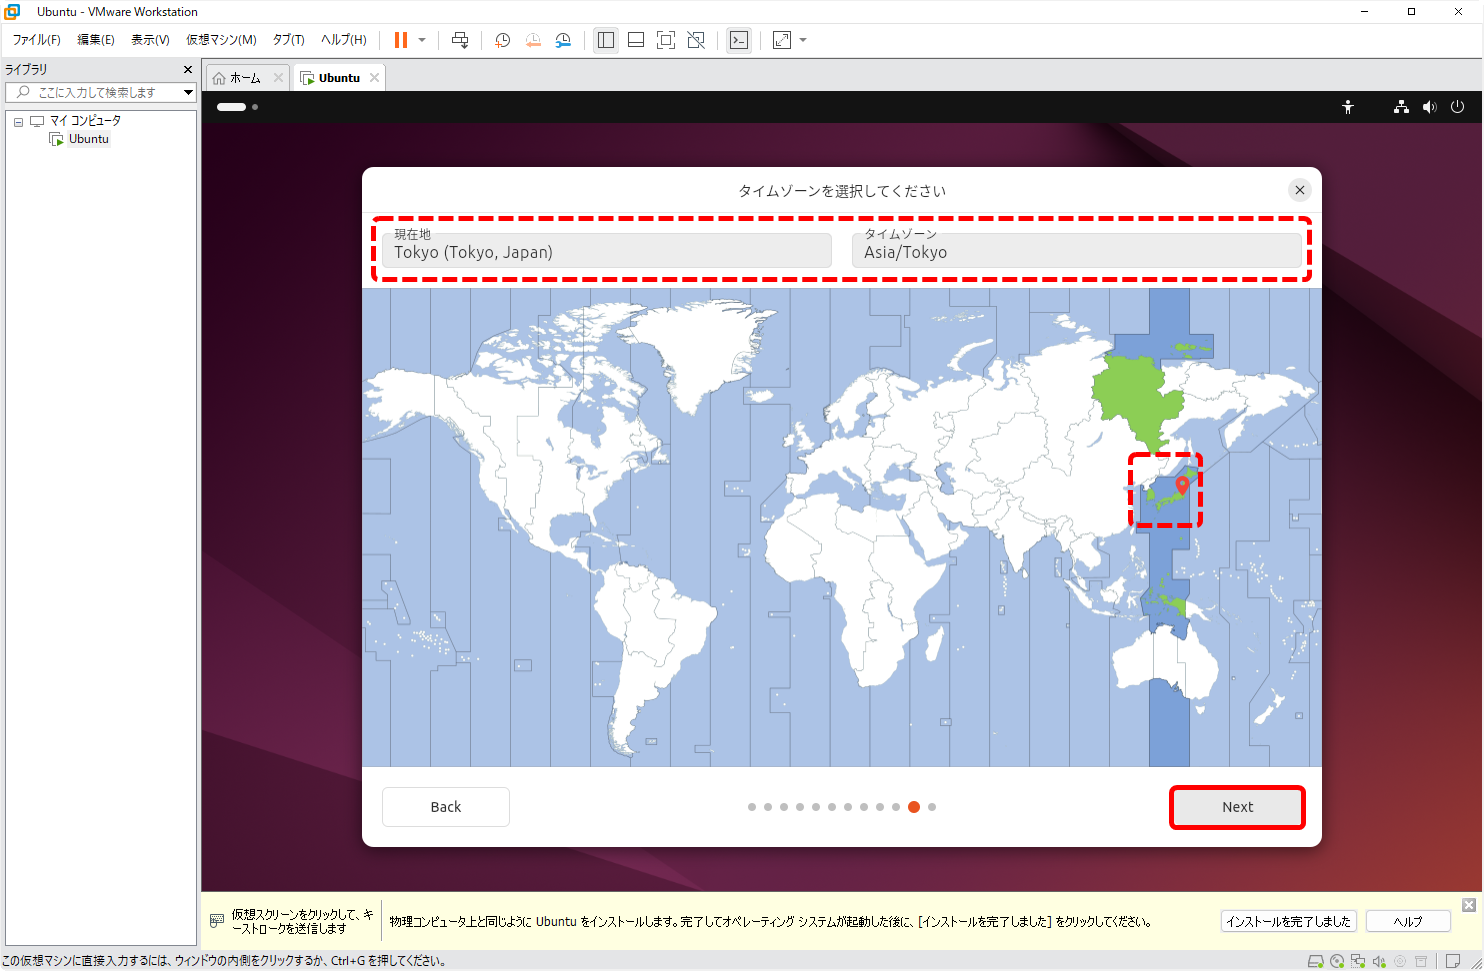 Ubuntu - VMware Workstation
ファイル(F) 編集(E) 表示(V) 仮想マシン(M) タブ(T) ヘルプ(H)
ライブラリ
ホーム
Ubuntu
ここに入力して検索します
マイ コンピュータ
Ubuntu
タイムゾーンを選択してください
現在地
Tokyo (Tokyo, Japan)
タイムゾーン
Asia/Tokyo
Back
Next
仮想スクリーンをクリックして、キ
ーストロークを送信します
物理コンピュータ上と同じように Ubuntu をインストールします。完了してオペレーティング システムが起動した後に、[インストールを完了しました] をクリックしてください。
インストールを完了しました
ヘルプ
この仮想マシンに直接入力するには、ウィンドウの内側をクリックするか、Ctrl+G を押してください。